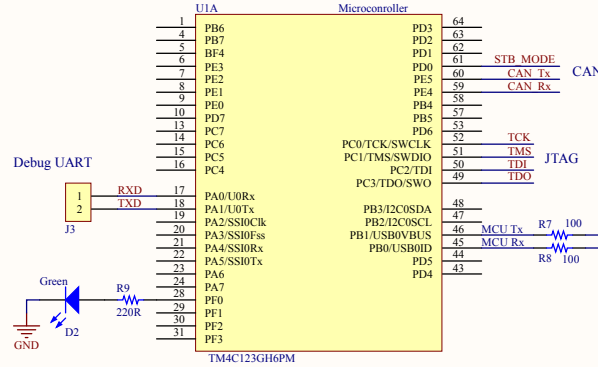 U1A Microconroller
1 PB6 PD3 64
4 PB7 PD2 63
5 BF4 PD1 62
6 PE3 PD0 61 STB_MODE
7 PE2 PE5 60 CAN_Tx CAN
8 PE1 PE4 59 CAN_Rx
9 PE0 PB4 58
10 PD7 PB5 57
13 PC7 PD6 53
14 PC6 PC0/TCK/SWCLK 52 TCK
15 PC5 PC1/TMS/SWDIO 51 TMS JTAG
16 PC4 PC2/TDI 50 TDI
PC3/TDO/SWO 49 TDO
Debug UART
1 RXD 17 PA0/U0Rx
2 TXD 18 PA1/U0Tx PB3/I2C0SDA 48
J3 19 PA2/SSI0Clk PB2/I2C0SCL 47
20 PA3/SSI0Fss PB1/USB0VBUS 46 MCU Tx R7 100
21 PA4/SSI0Rx PB0/USB0ID 45 MCU Rx R8 100
22 PA5/SSI0Tx PD5 44
23 PA6 PD4 43
24 PA7
Green R9 220R 28 PF0
D2 29 PF1
30 PF2
31 PF3
GND
TM4C123GH6PM